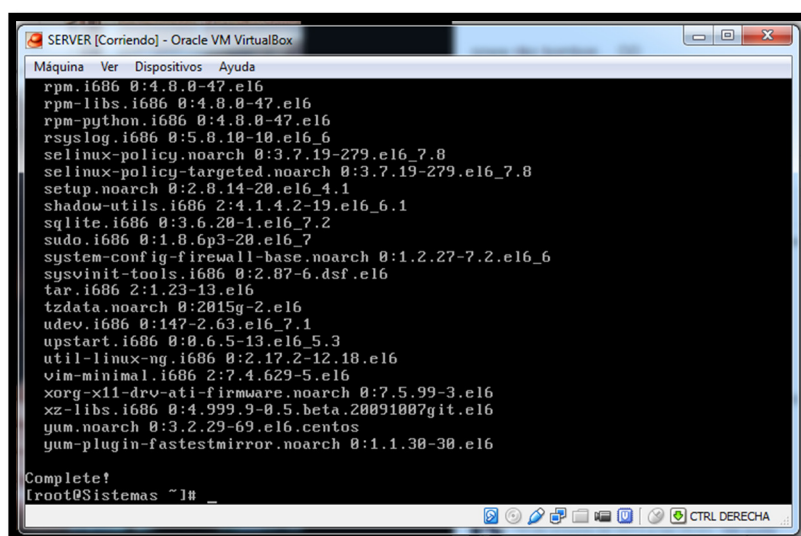 SERVER [Corriendo] - Oracle VM VirtualBox
Máquina Ver Dispositivos Ayuda
rpm.i686 0:4.8.0-47.el6
rpm-libs.i686 0:4.8.0-47.el6
rpm-python.i686 0:4.8.0-47.el6
rsyslog.i686 0:5.8.10-10.el6_6
selinux-policy.noarch 0:3.7.19-279.el6_7.8
selinux-policy-targeted.noarch 0:3.7.19-279.el6_7.8
setup.noarch 0:2.8.14-20.el6_4.1
shadow-utils.i686 2:4.1.4.2-19.el6_6.1
sqlite.i686 0:3.6.20-1.el6_7.2
sudo.i686 0:1.8.6p3-20.el6_7
system-config-firewall-base.noarch 0:1.2.27-7.2.el6_6
sysvinit-tools.i686 0:2.87-6.dsf.el6
tar.i686 2:1.23-13.el6
tzdata.noarch 0:2015g-2.el6
udev.i686 0:147-2.63.el6_7.1
upstart.i686 0:0.6.5-13.el6_5.3
util-linux-ng.i686 0:2.17.2-12.18.el6
vim-minimal.i686 2:7.4.629-5.el6
xorg-x11-drv-ati-firmware.noarch 0:7.5.99-3.el6
xz-libs.i686 0:4.999.9-0.5.beta.20091007git.el6
yum.noarch 0:3.2.29-69.el6.centos
yum-plugin-fastestmirror.noarch 0:1.1.30-30.el6
Complete!
[root@Sistemas ~]# _
CTRL DERECHA